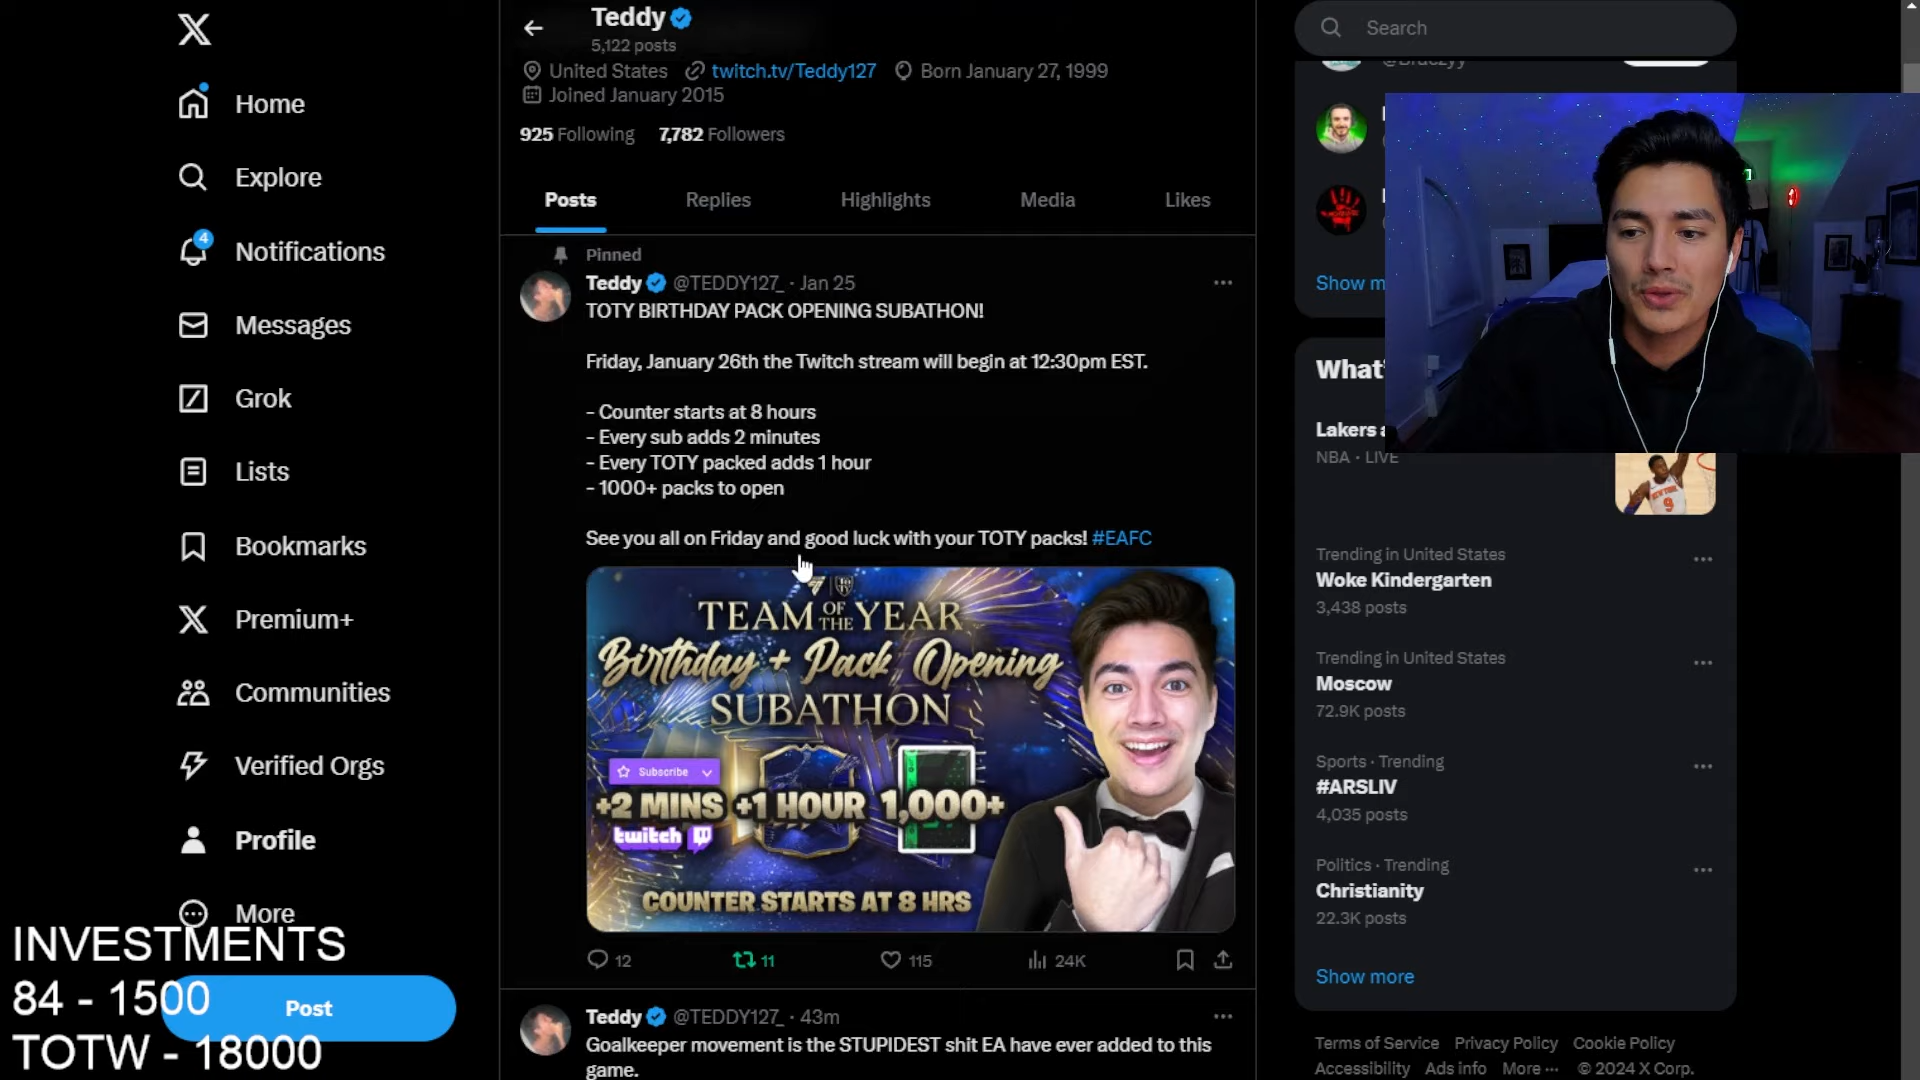 Home
Explore
4
Notifications
Messages
Grok
Lists
Bookmarks
Premium+
Communities
Verified Orgs
Profile
More
Post
INVESTMENTS
84 - 1500
TOTW - 18000
Teddy
5,122 posts
United States twitch.tv/Teddy127 Born January 27, 1999
Joined January 2015
925 Following 7,782 Followers
Posts Replies Highlights Media Likes
Pinned
Teddy @TEDDY127_ · Jan 25
TOTY BIRTHDAY PACK OPENING SUBATHON!
Friday, January 26th the Twitch stream will begin at 12:30pm EST.
- Counter starts at 8 hours
- Every sub adds 2 minutes
- Every TOTY packed adds 1 hour
- 1000+ packs to open
See you all on Friday and good luck with your TOTY packs! #EAFC
TEAM OF THE YEAR
Birthday + Pack Opening
SUBATHON
Subscribe
+2 MINS +1 HOUR 1,000+
twitch
COUNTER STARTS AT 8 HRS
12 11 115 24K
Teddy @TEDDY127_ · 43m
Goalkeeper movement is the STUPIDEST shit EA have ever added to this
game.
Search
Show m
What'
Lakers
NBA · LIVE
Trending in United States
Woke Kindergarten
3,438 posts
Trending in United States
Moscow
72.9K posts
Sports · Trending
#ARSLIV
4,035 posts
Politics · Trending
Christianity
22.3K posts
Show more
Terms of Service Privacy Policy Cookie Policy
Accessibility Ads info More ··· © 2024 X Corp.